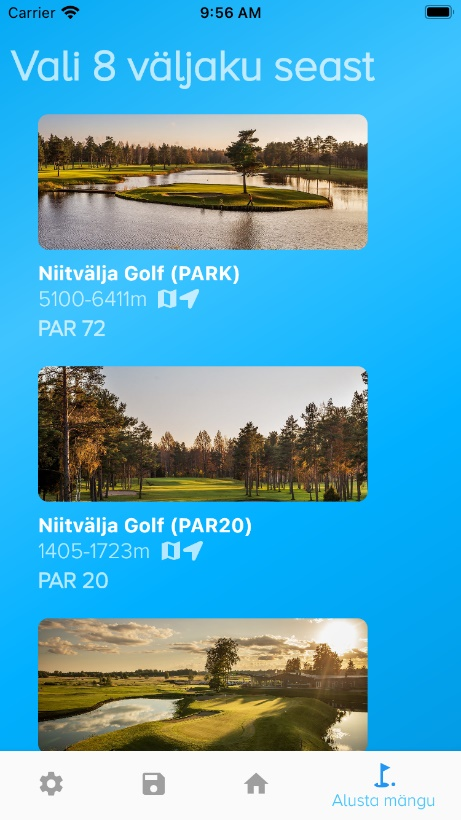 Carrier 9:56 AM
Vali 8 väljaku seast
Niitvälja Golf (PARK)
5100-6411m
PAR 72
Niitvälja Golf (PAR20)
1405-1723m
PAR 20
Alusta mängu